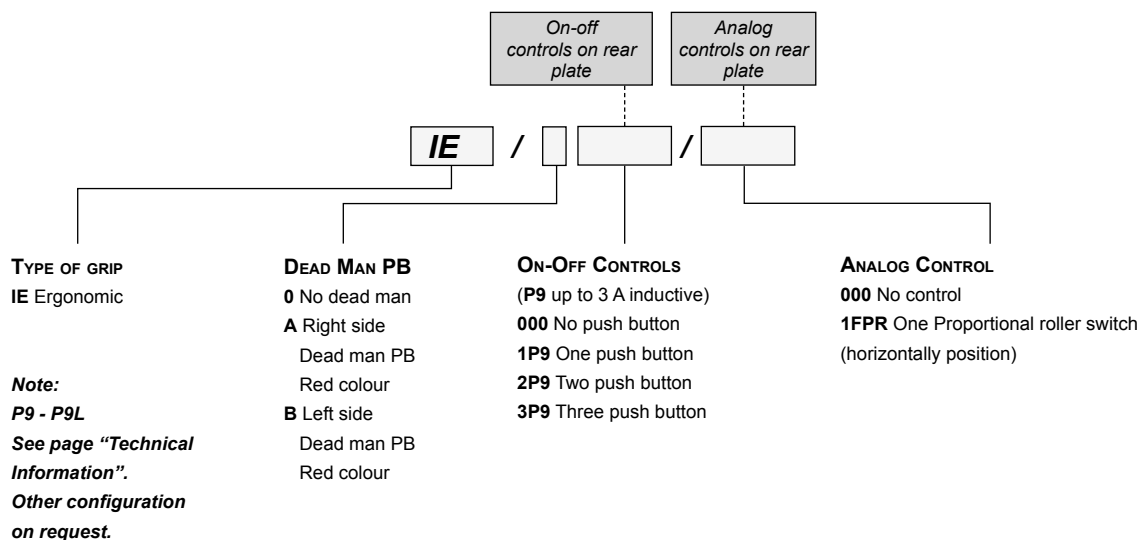 On-off
controls on rear
plate
Analog
controls on rear
plate
IE / /
TYPE OF GRIP
IE Ergonomic
Note:
P9 - P9L
See page “Technical
Information”.
Other configuration
on request.
DEAD MAN PB
0 No dead man
A Right side
Dead man PB
Red colour
B Left side
Dead man PB
Red colour
ON-OFF CONTROLS
(P9 up to 3 A inductive)
000 No push button
1P9 One push button
2P9 Two push button
3P9 Three push button
ANALOG CONTROL
000 No control
1FPR One Proportional roller switch
(horizontally position)